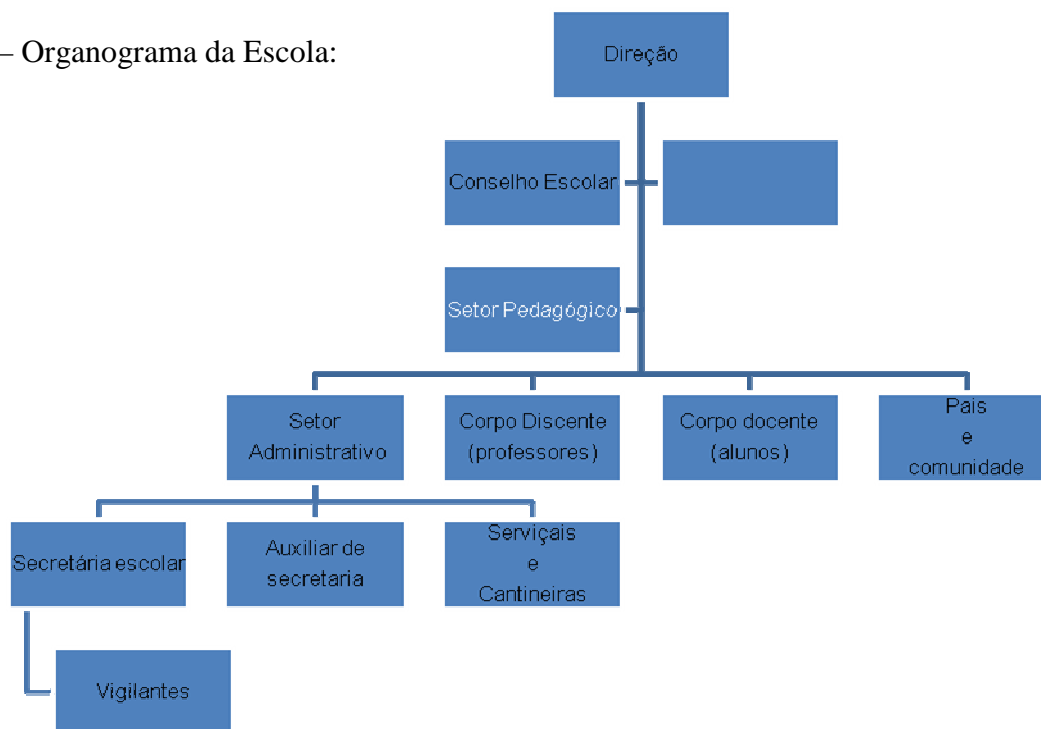 – Organograma da Escola:
Direção
Conselho Escolar
Setor Pedagógico
Setor
Administrativo
Corpo Discente
(professores)
Corpo docente
(alunos)
Pais
e
comunidade
Secretária escolar
Auxiliar de
secretaria
Serviçais
e
Cantineiras
Vigilantes